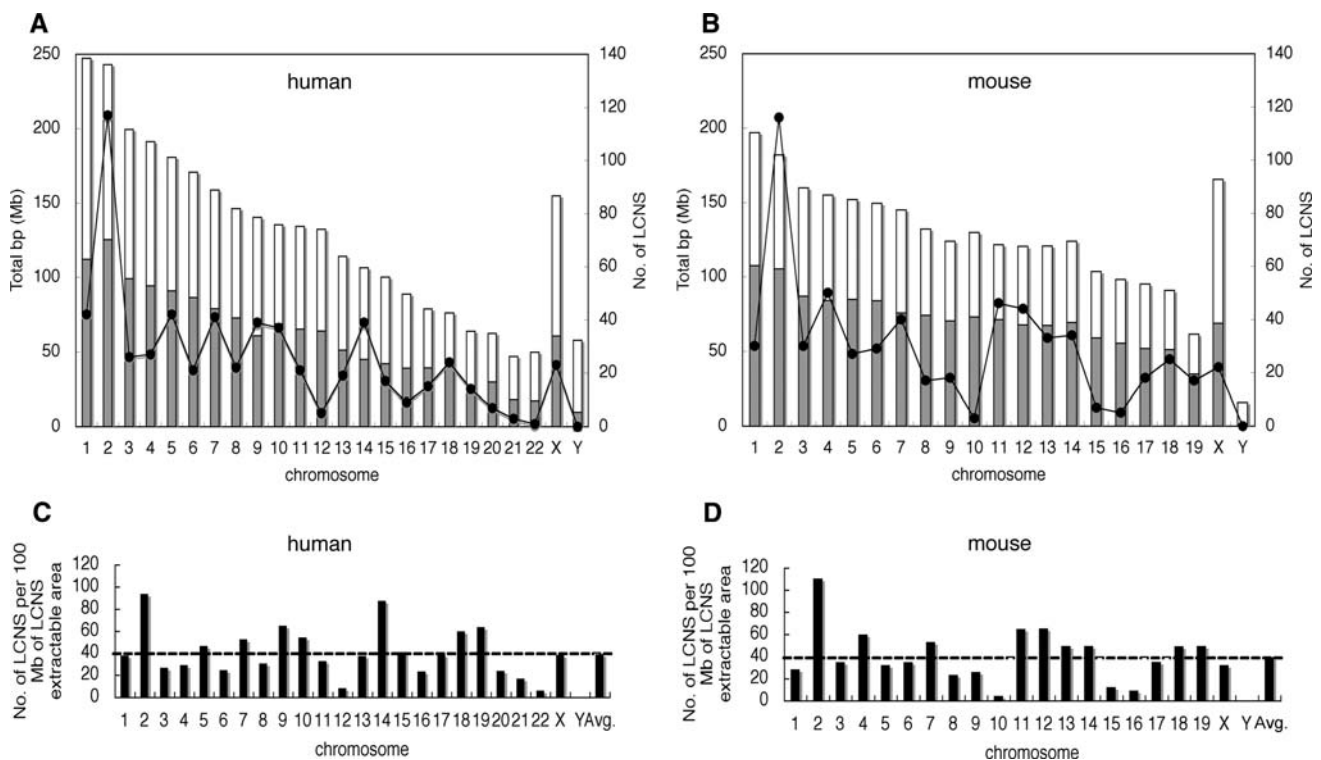 A
human
250
200
150
100
50
0
Total bp (Mb)
140
120
100
80
60
40
20
0
No. of LCNS
1 2 3 4 5 6 7 8 9 10 11 12 13 14 15 16 17 18 19 20 21 22 X Y
chromosome
B
mouse
250
200
150
100
50
0
Total bp (Mb)
140
120
100
80
60
40
20
0
No. of LCNS
1 2 3 4 5 6 7 8 9 10 11 12 13 14 15 16 17 18 19 X Y
chromosome
C
human
No. of LCNS per 100
Mb of LCNS
extractable area
120
100
80
60
40
20
0
1 2 3 4 5 6 7 8 9 10 11 12 13 14 15 16 17 18 19 20 21 22 X Y Avg.
chromosome
D
mouse
No. of LCNS per 100
Mb of LCNS
extractable area
120
100
80
60
40
20
0
1 2 3 4 5 6 7 8 9 10 11 12 13 14 15 16 17 18 19 X Y Avg.
chromosome